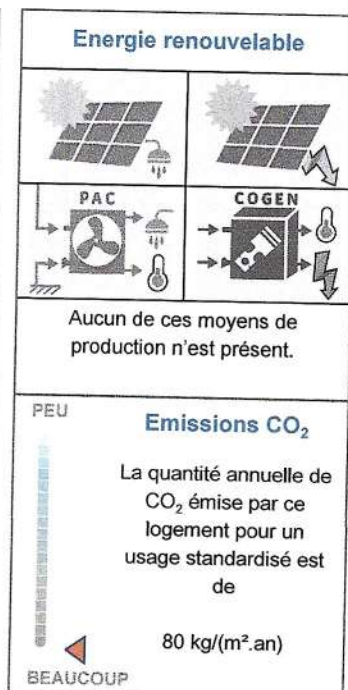 Energie renouvelable
PAC
COGEN
Aucun de ces moyens de
production n'est présent.
PEU
Emissions CO₂
La quantité annuelle de
CO₂ émise par ce
logement pour un
usage standardisé est
de
80 kg/(m².an)
BEAUCOUP